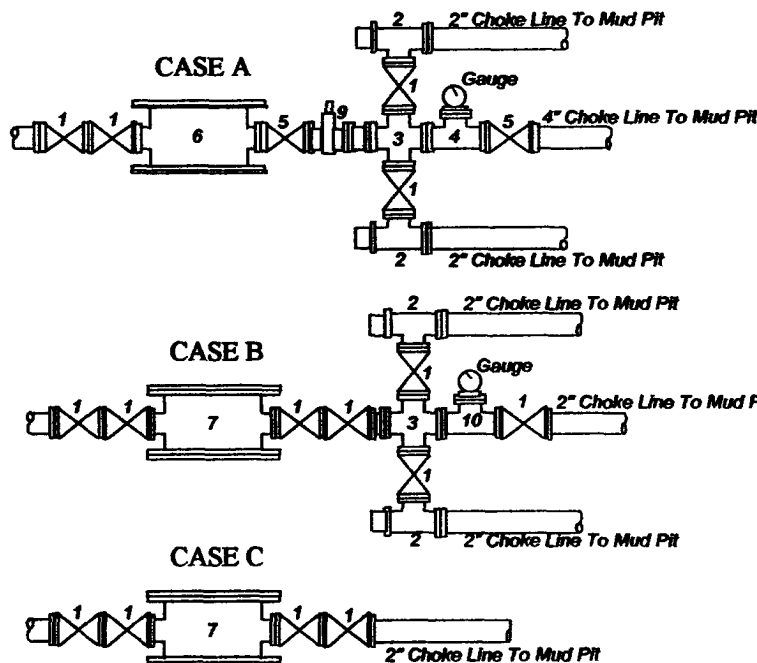 2 2" Choke Line To Mud Pit
CASE A
1 Gauge
1 1 6 5 9 3 4 5 4" Choke Line To Mud Pit
1
2 2" Choke Line To Mud Pit
2 2" Choke Line To Mud Pit
CASE B
1 Gauge
1 1 7 1 1 3 10 1 2" Choke Line To Mud
1
2 2" Choke Line To Mud Pit
CASE C
1 1 7 1 1
2" Choke Line To Mud Pit